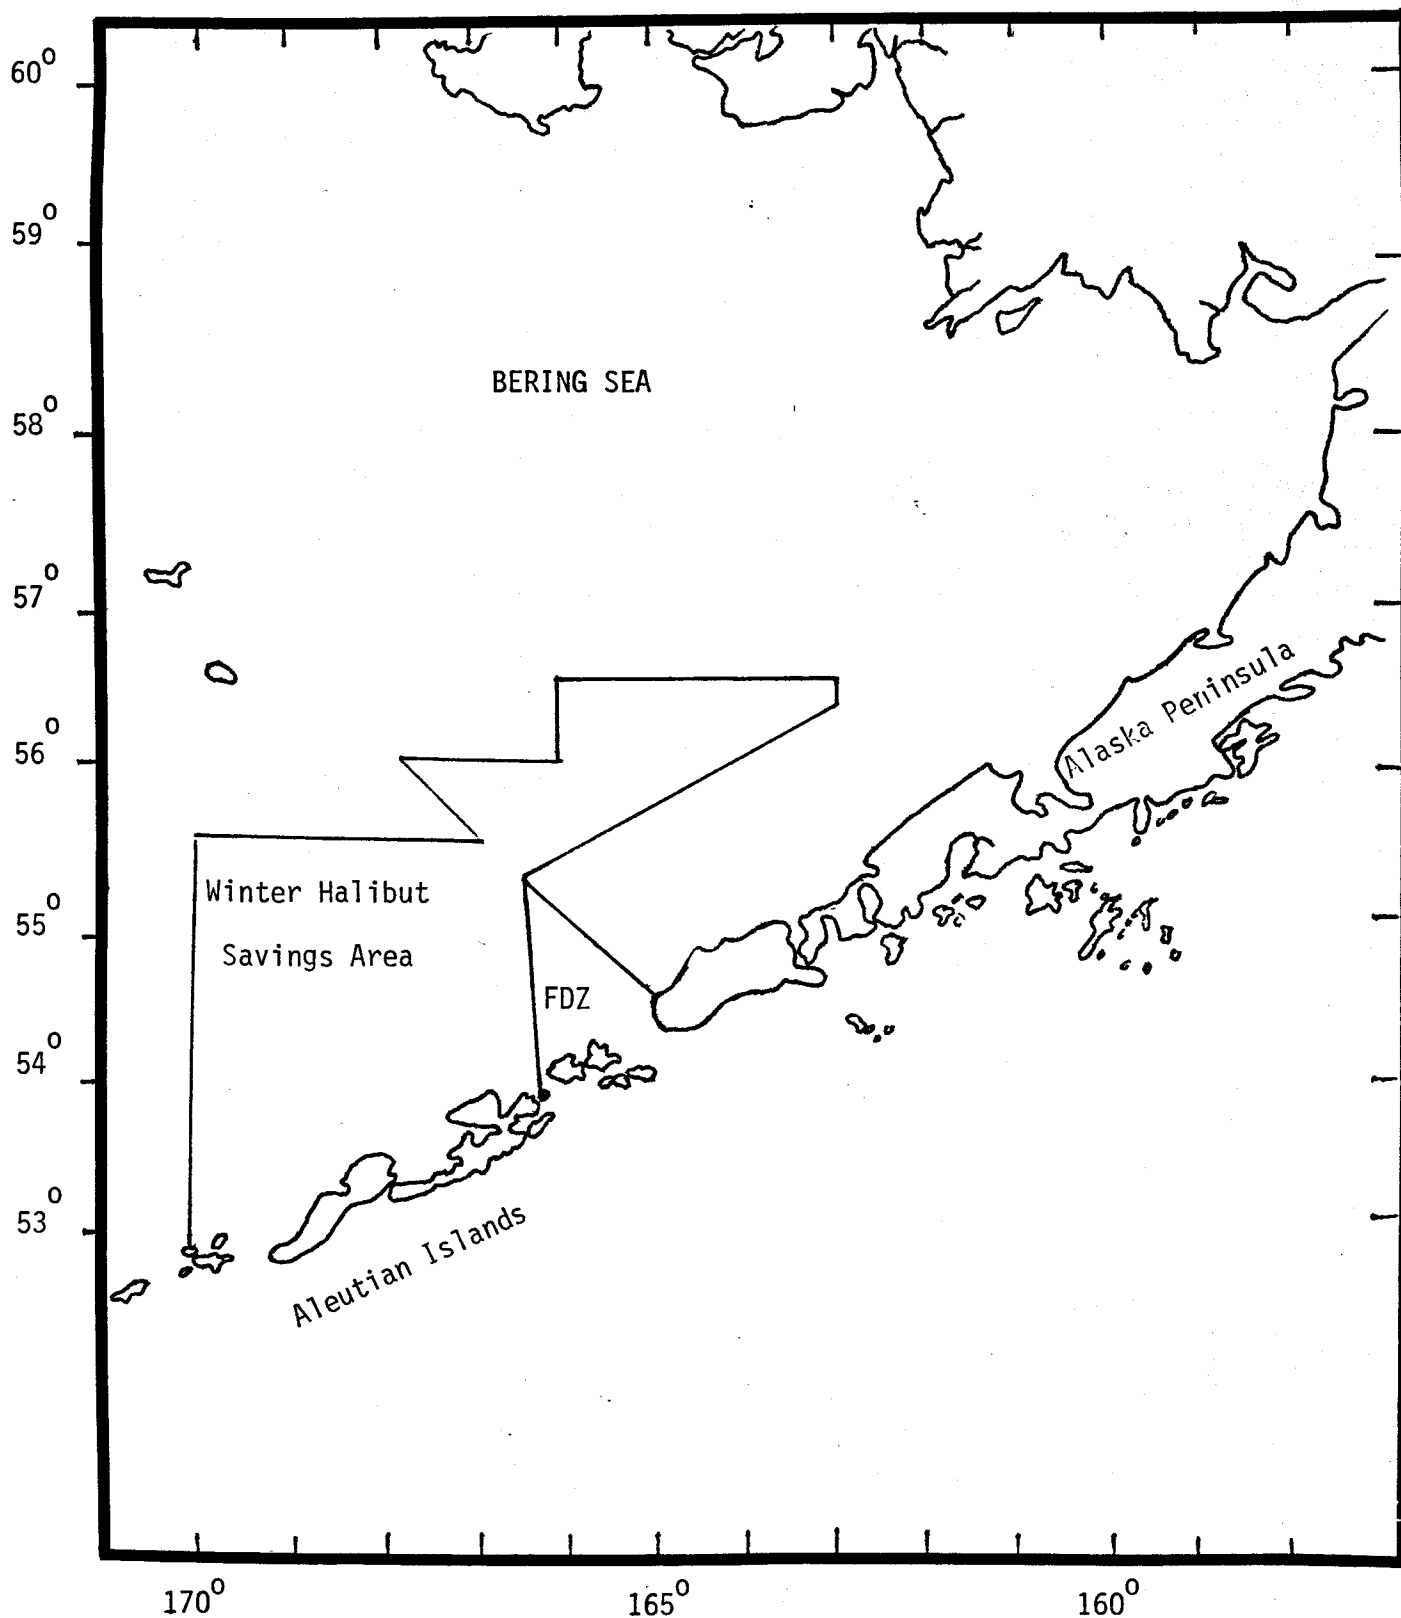 60°
59°
BERING SEA
58°
57°
Alaska Peninsula
56°
Winter Halibut
55°
Savings Area
FDZ
54°
53°
Aleutian Islands
170° 165° 160°